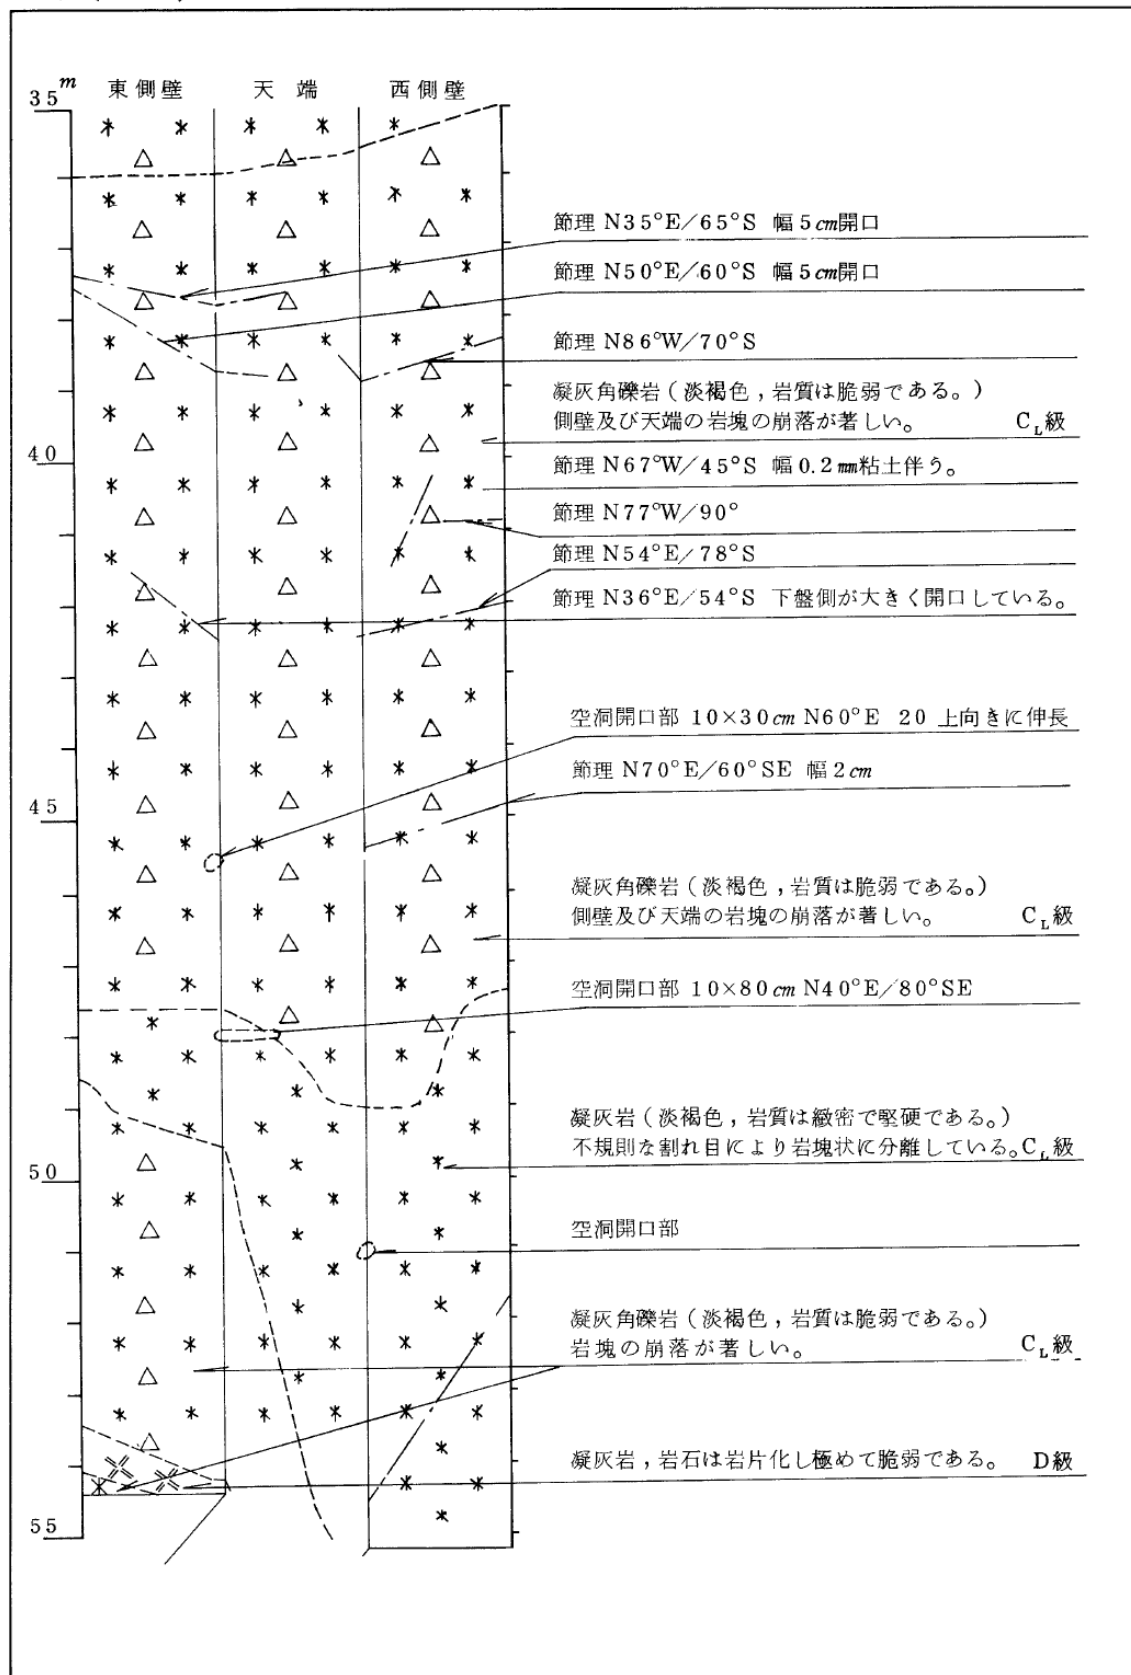 35 m 東側壁 天端 西側壁
節理 N35°E/65°S 幅5cm開口
節理 N50°E/60°S 幅5cm開口
節理 N86°W/70°S
凝灰角礫岩(淡褐色,岩質は脆弱である。)
側壁及び天端の岩塊の崩落が著しい。 CL級
40
節理 N67°W/45°S 幅0.2㎜粘土伴う。
節理 N77°W/90°
節理 N54°E/78°S
節理 N36°E/54°S 下盤側が大きく開口している。
空洞開口部 10×30cm N60°E 20 上向きに伸長
節理 N70°E/60°SE 幅2cm
45
凝灰角礫岩(淡褐色,岩質は脆弱である。)
側壁及び天端の岩塊の崩落が著しい。 CL級
空洞開口部 10×80cm N40°E/80°SE
凝灰岩(淡褐色,岩質は緻密で堅硬である。)
不規則な割れ目により岩塊状に分離している。CL級
50
空洞開口部
凝灰角礫岩(淡褐色,岩質は脆弱である。)
岩塊の崩落が著しい。 CL級
凝灰岩,岩石は岩片化し極めて脆弱である。 D級
55